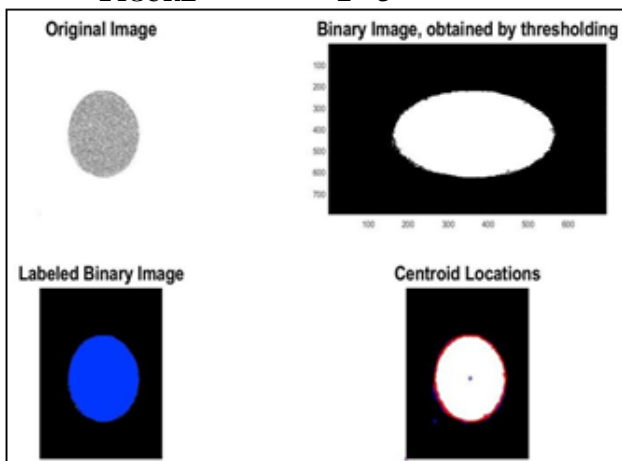 Original Image
Binary Image, obtained by thresholding
100
200
300
400
500
600
700
100 200 300 400 500 600
Labeled Binary Image
Centroid Locations